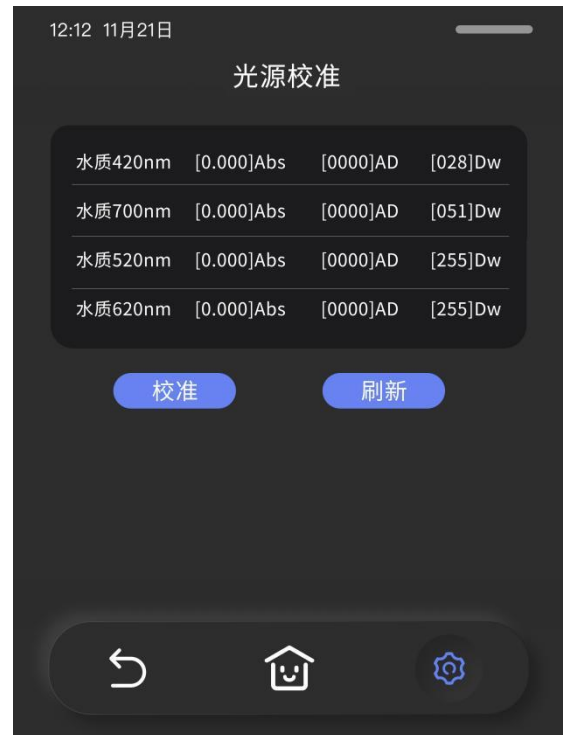 12:12 11月21日
光源校准
水质420nm [0.000]Abs [0000]AD [028]Dw
水质700nm [0.000]Abs [0000]AD [051]Dw
水质520nm [0.000]Abs [0000]AD [255]Dw
水质620nm [0.000]Abs [0000]AD [255]Dw
校准 刷新